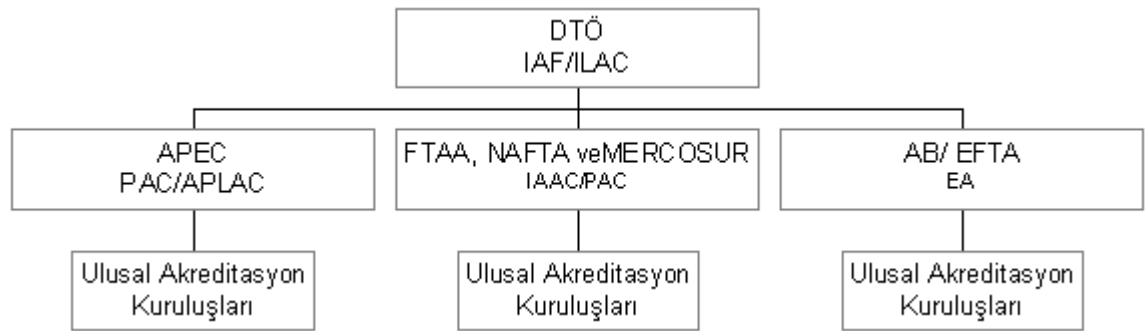 DTÖ
IAF/ILAC
APEC
PAC/APLAC
FTAA, NAFTA veMERCOSUR
IAAC/PAC
AB/ EFTA
EA
Ulusal Akreditasyon
Kuruluşları
Ulusal Akreditasyon
Kuruluşları
Ulusal Akreditasyon
Kuruluşları